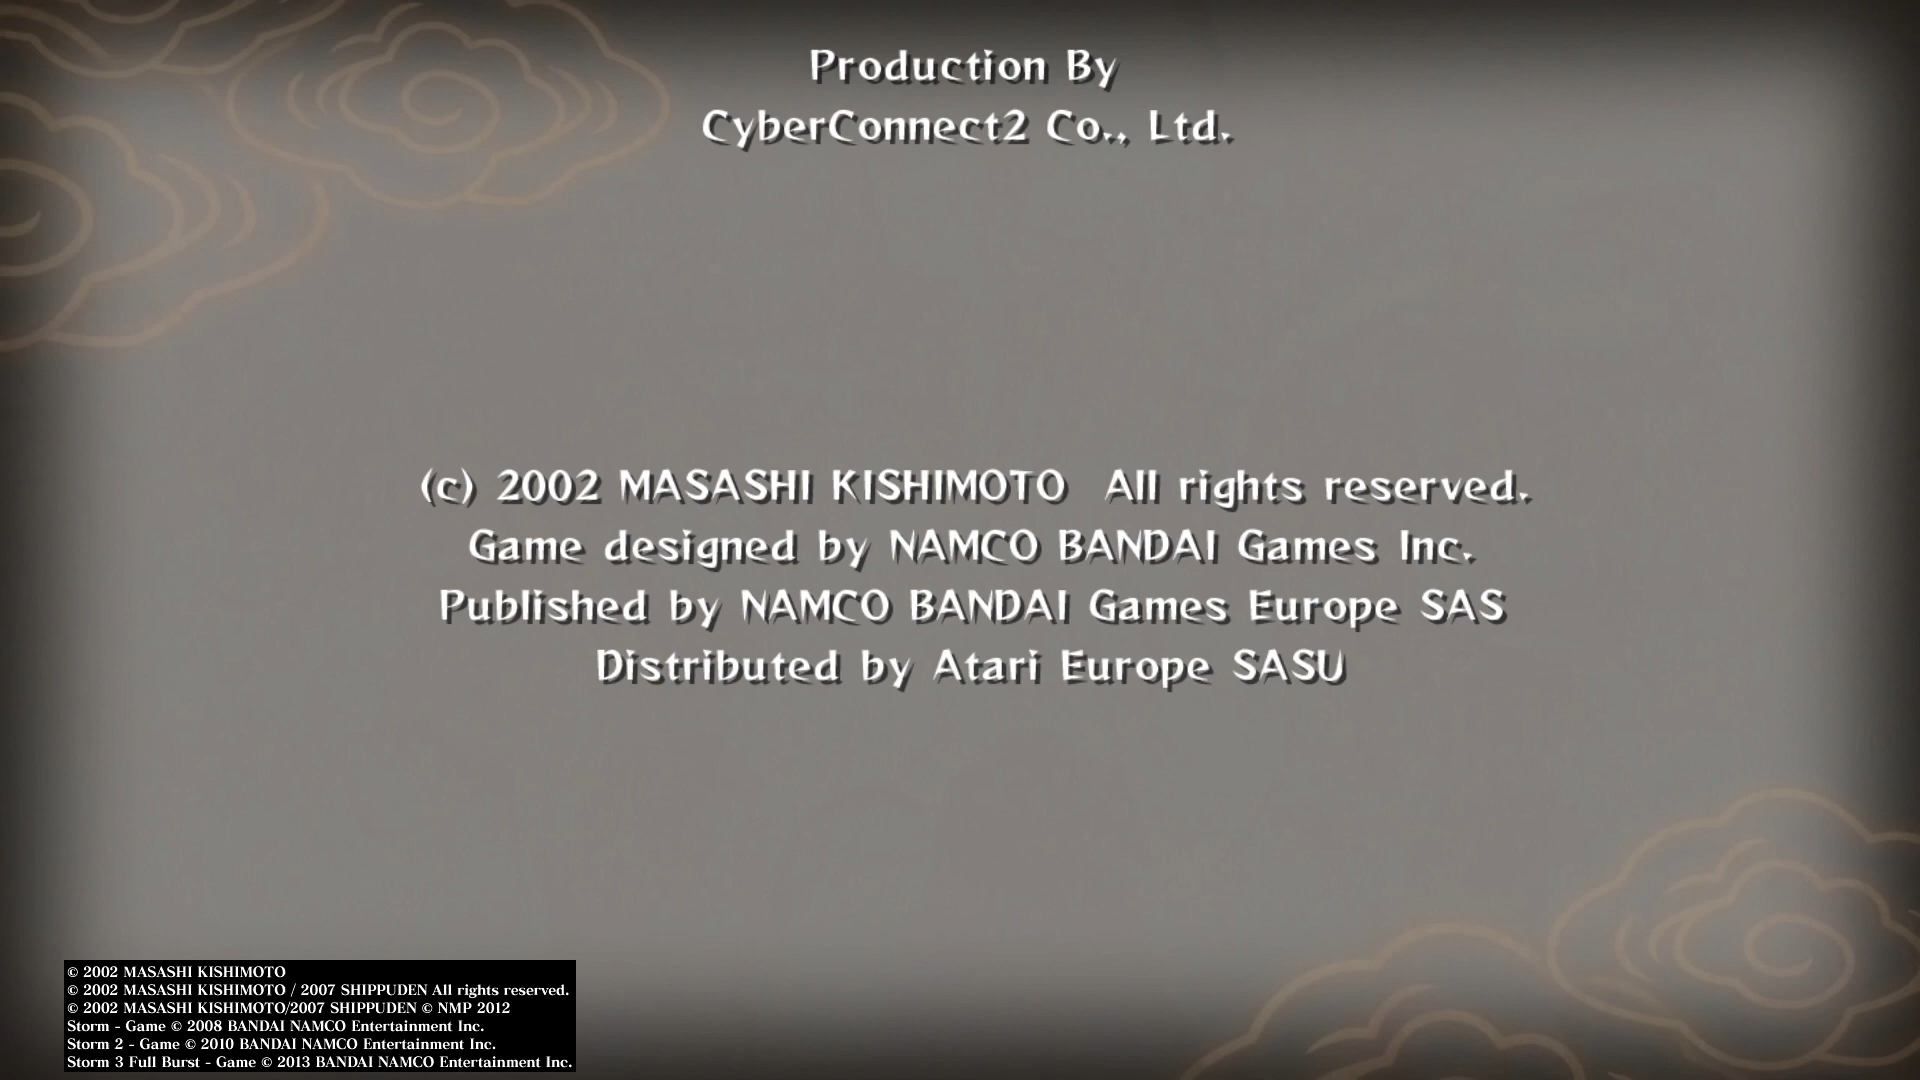 Production By
CyberConnect2 Co., Ltd.
(c) 2002 MASASHI KISHIMOTO  All rights reserved.
Game designed by NAMCO BANDAI Games Inc.
Published by NAMCO BANDAI Games Europe SAS
Distributed by Atari Europe SASU
© 2002 MASASHI KISHIMOTO
© 2002 MASASHI KISHIMOTO / 2007 SHIPPUDEN All rights reserved.
© 2002 MASASHI KISHIMOTO/2007 SHIPPUDEN © NMP 2012
Storm - Game © 2008 BANDAI NAMCO Entertainment Inc.
Storm 2 - Game © 2010 BANDAI NAMCO Entertainment Inc.
Storm 3 Full Burst - Game © 2013 BANDAI NAMCO Entertainment Inc.